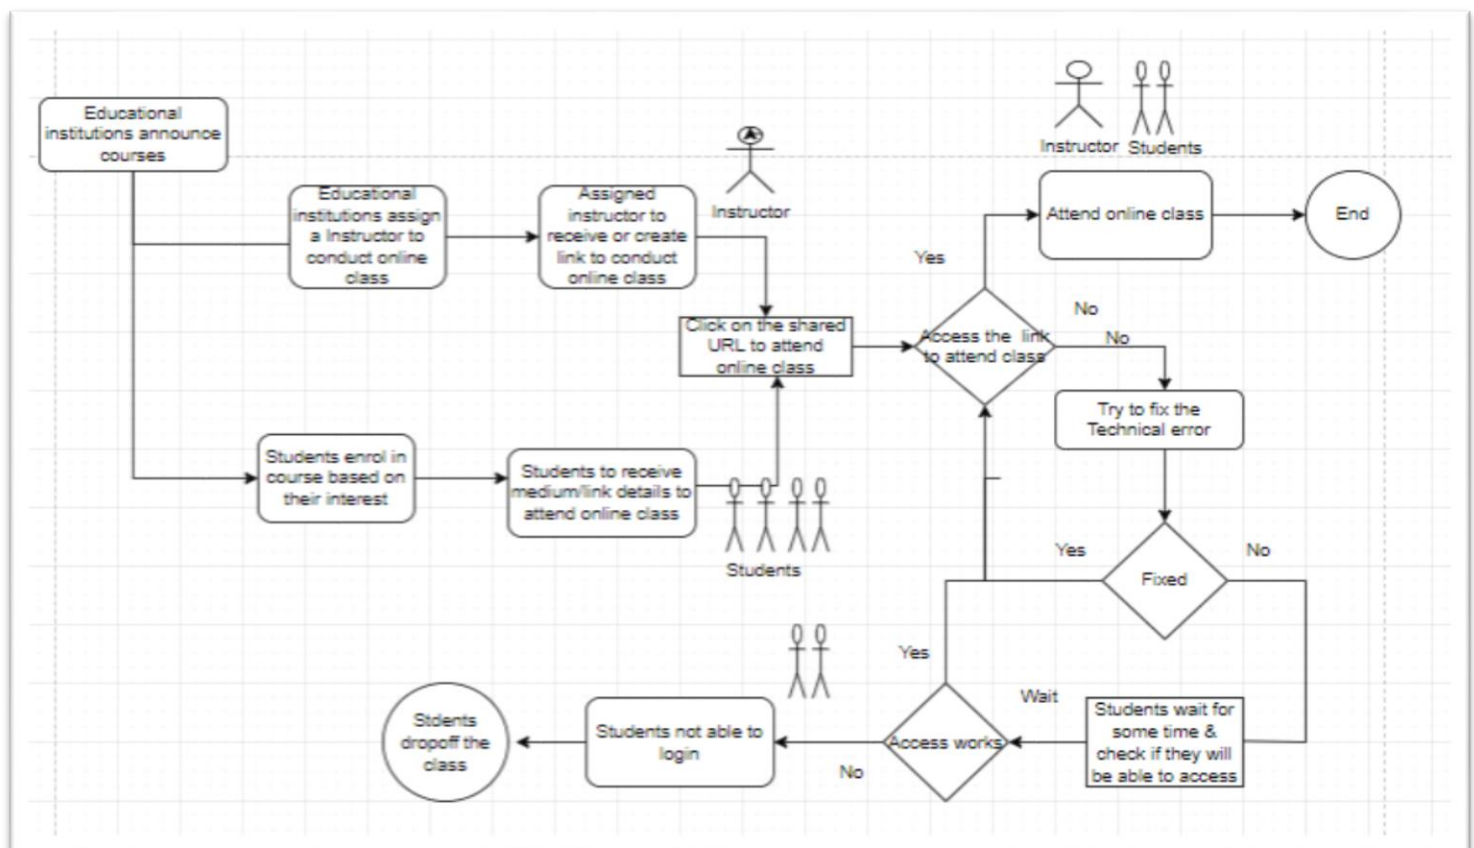 Educational
institutions announce
courses
Educational
institutions assign
a Instructor to
conduct online
class
Assigned
instructor to
receive or create
link to conduct
online class
Instructor
Instructor
Students
Attend online class
End
Yes
No
No
Click on the shared
URL to attend
online class
Access the link
to attend class
Try to fix the
Technical error
Students enrol in
course based on
their interest
Students to receive
medium/link details to
attend online class
Students
Yes
Fixed
No
Yes
Wait
Stdents
dropoff the
class
Students not able to
login
No
Access works
Students wait for
some time &
check if they will
be able to access